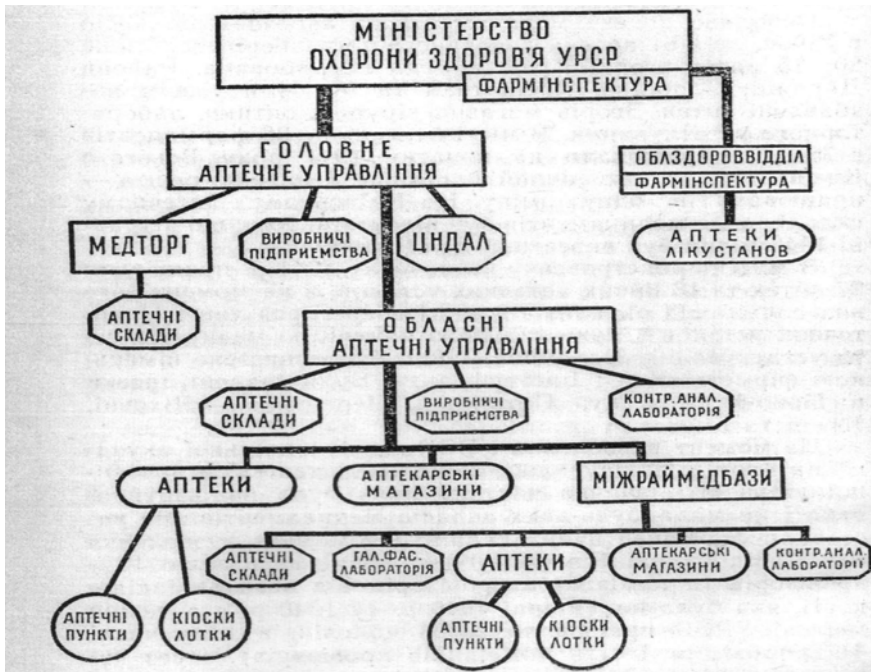 МІНІСТЕРСТВО
ОХОРОНИ ЗДОРОВ'Я УРСР
ФАРМІНСПЕКТУРА
ГОЛОВНЕ
АПТЕЧНЕ УПРАВЛІННЯ
ОБЛЗДОРОВВІДДІЛ
ФАРМІНСПЕКТУРА
МЕДТОРГ
ВИРОБНИЧІ
ПІДПРИЄМСТВА
ЦНДАЛ
АПТЕКИ
ЛІКУСТАНОВ
АПТЕЧНІ
СКЛАДИ
ОБЛАСНІ
АПТЕЧНІ УПРАВЛІННЯ
АПТЕЧНІ
СКЛАДИ
ВИРОБНИЧІ
ПІДПРИЄМСТВА
КОНТР. АНАЛ.
ЛАБОРАТОРІЯ
АПТЕКИ
АПТЕКАРСЬКІ
МАГАЗИНИ
МІЖРАЙМЕДБАЗИ
АПТЕЧНІ
СКЛАДИ
ГАЛ. ФАС.
ЛАБОРАТОРІЯ
АПТЕКИ
АПТЕКАРСЬКІ
МАГАЗИНИ
КОНТР. АНАЛ.
ЛАБОРАТОРІЇ
АПТЕЧНІ
ПУНКТИ
КІОСКИ
ЛОТКИ
АПТЕЧНІ
ПУНКТИ
КІОСКИ
ЛОТКИ